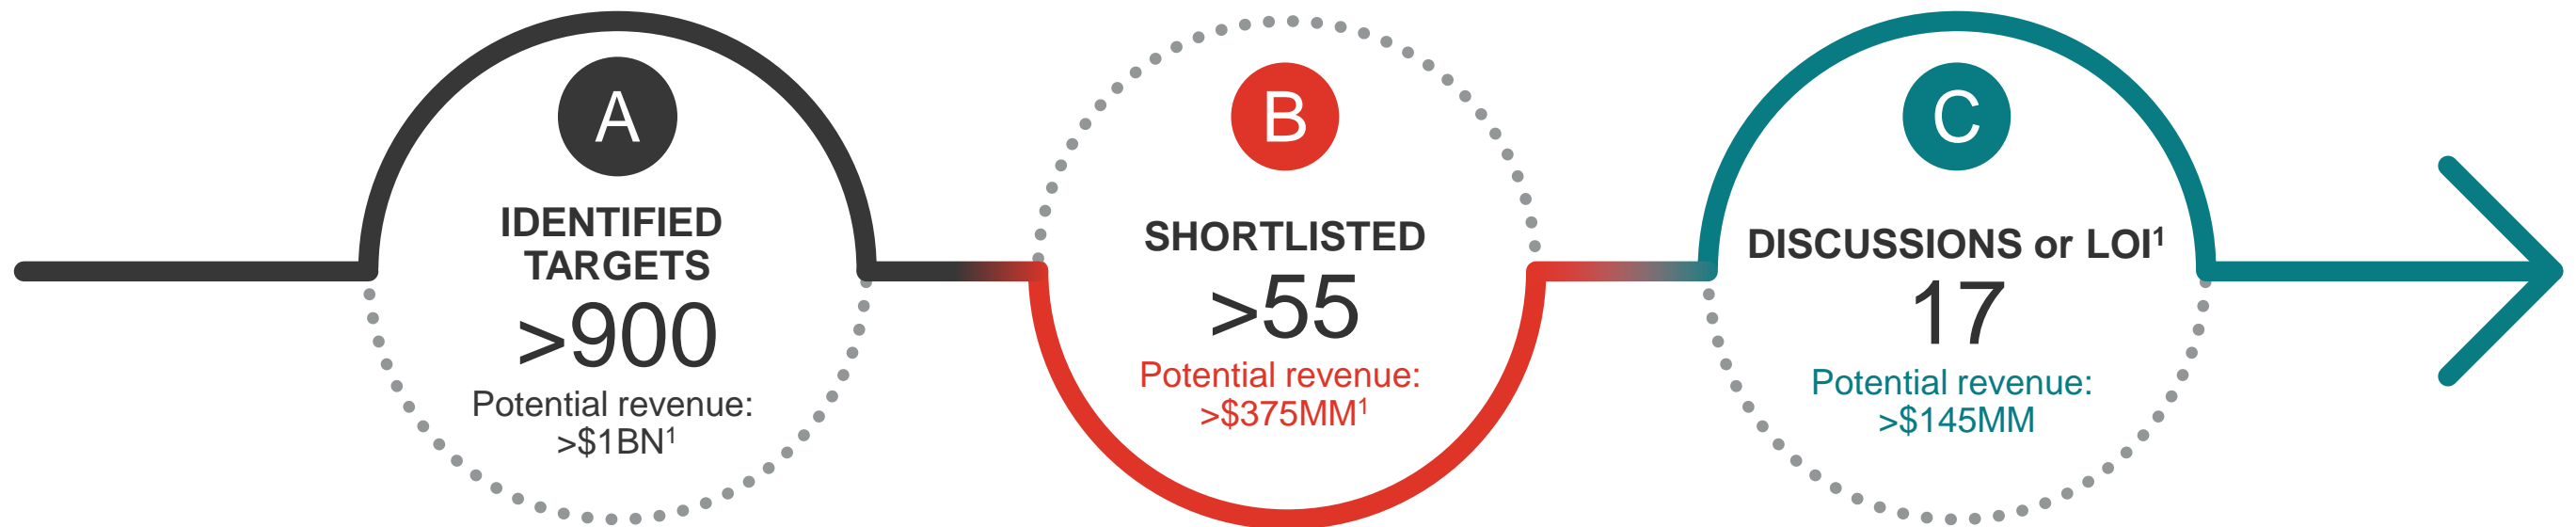 A
IDENTIFIED
TARGETS
>900
Potential revenue:
>$1BN¹
B
SHORTLISTED
>55
Potential revenue:
>$375MM¹
C
DISCUSSIONS or LOI¹
17
Potential revenue:
>$145MM